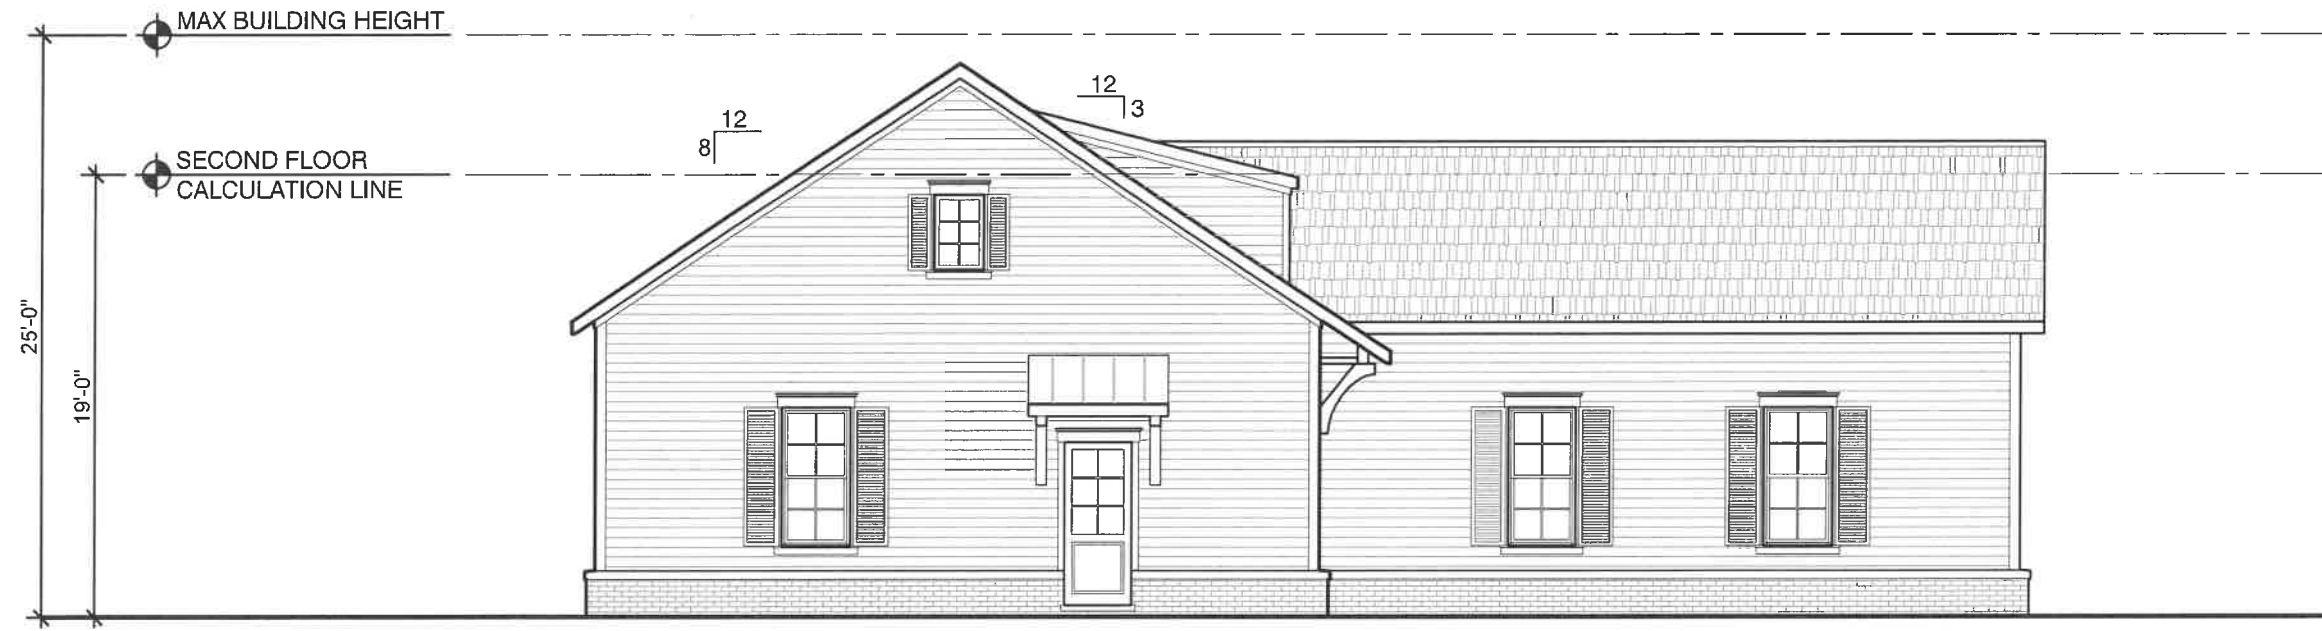 MAX BUILDING HEIGHT
12
3
12
8
SECOND FLOOR
CALCULATION LINE
25'-0"
19'-0"